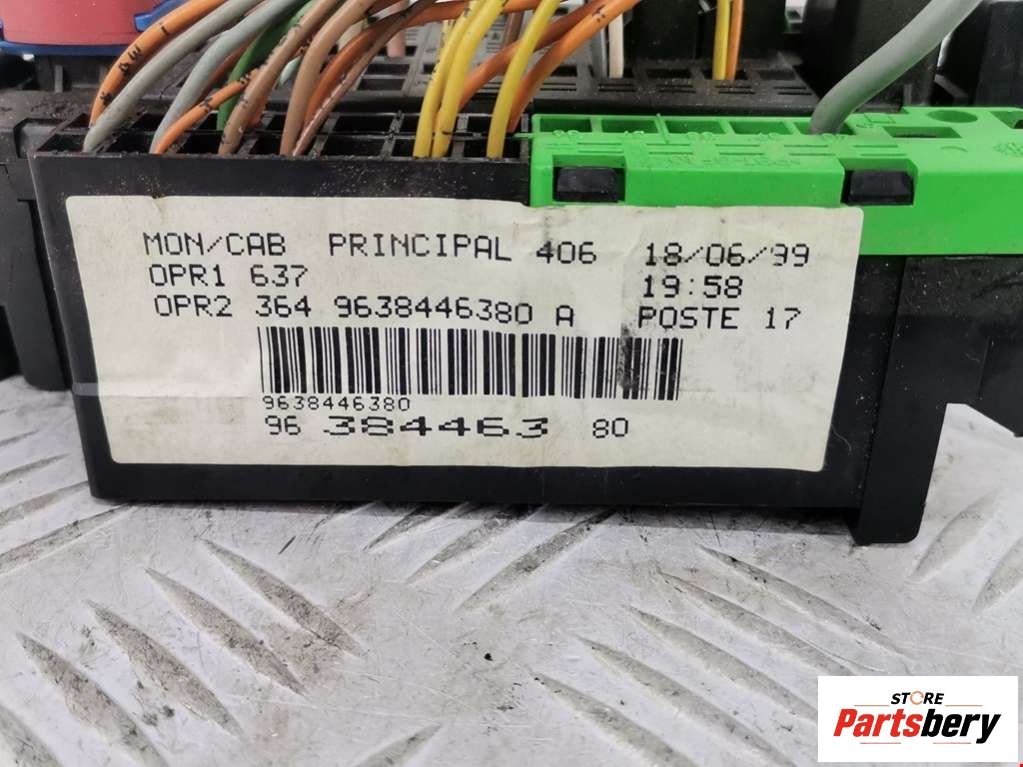 MON/CAB PRINCIPAL 406 18/06/99
OPR1 637 19:58
OPR2 364 9638446380 A POSTE 17
9638446380
96 384463 80
STORE
Partsbery